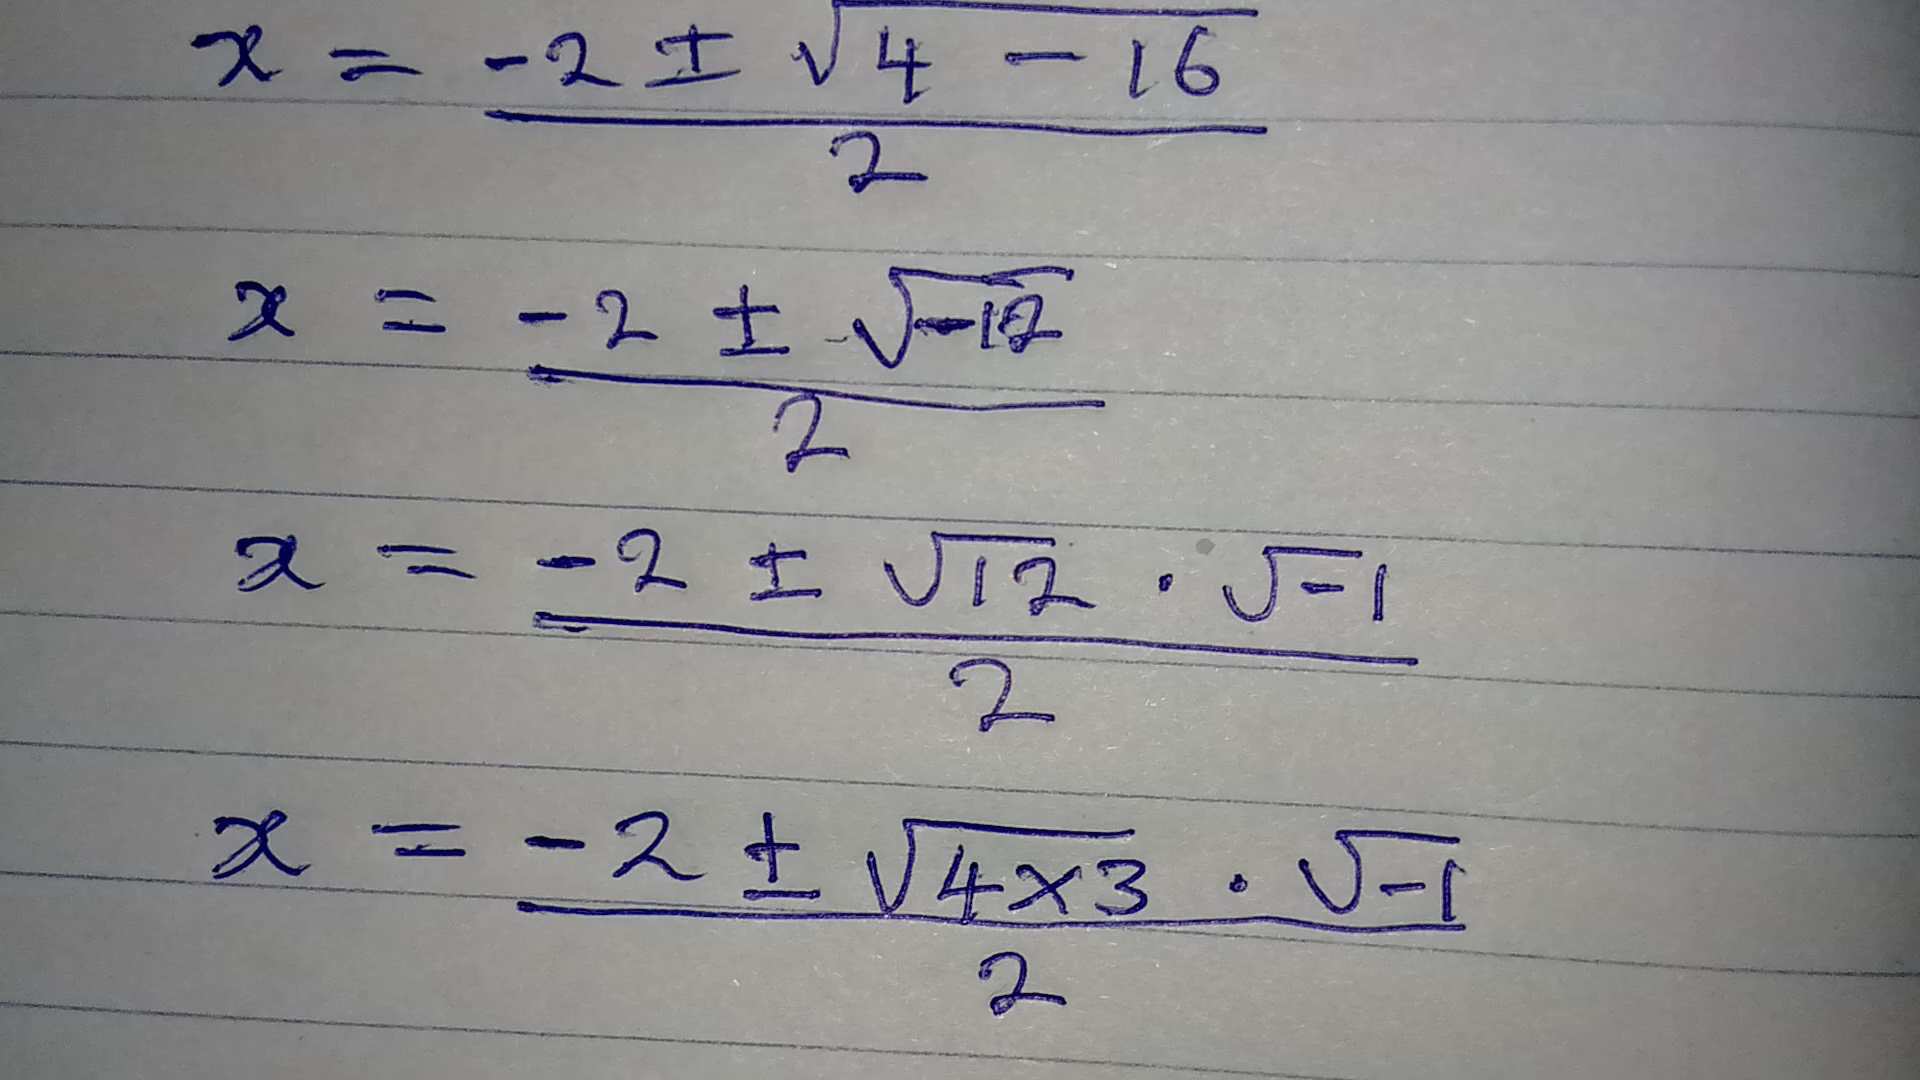 x = (-2 ± √(4 - 16)) / 2
x = (-2 ± √(-12)) / 2
x = (-2 ± √12 · √-1) / 2
x = (-2 ± √(4×3) · √-1) / 2